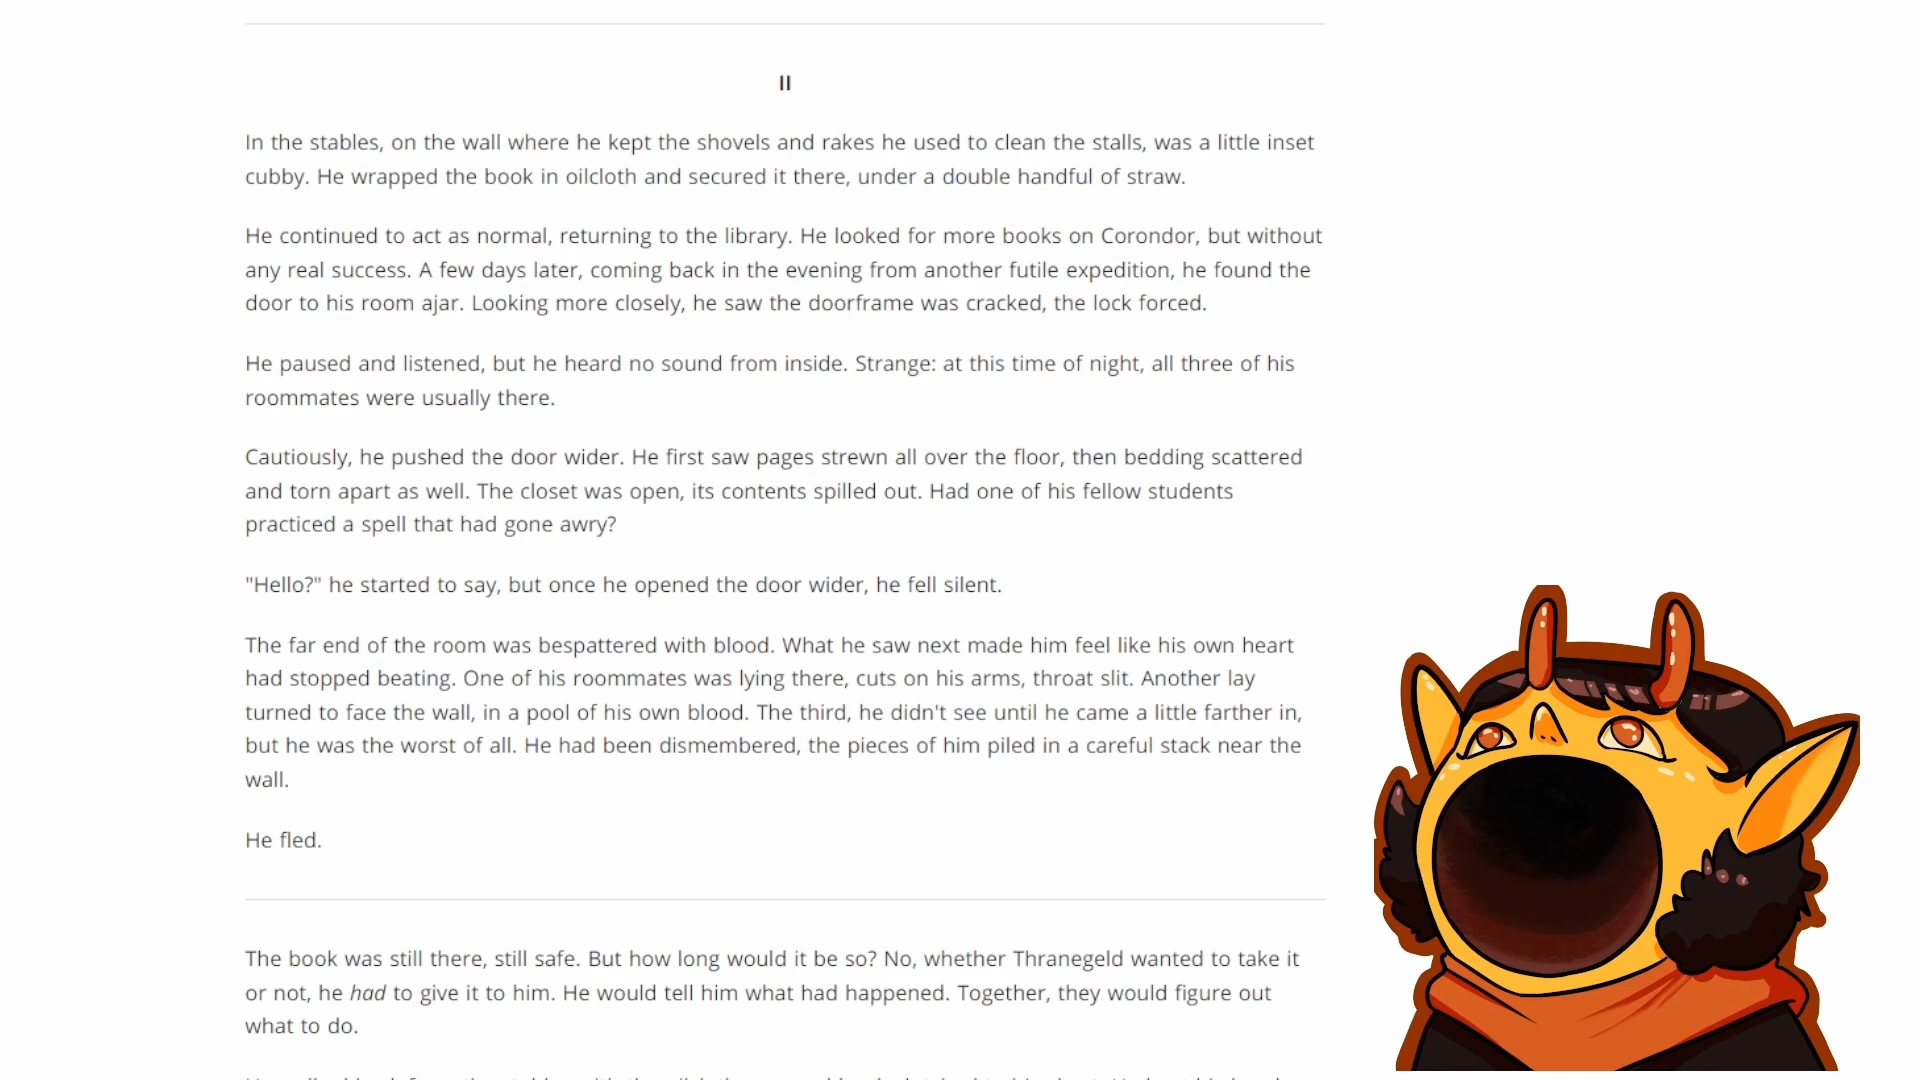 II
In the stables, on the wall where he kept the shovels and rakes he used to clean the stalls, was a little inset
cubby. He wrapped the book in oilcloth and secured it there, under a double handful of straw.
He continued to act as normal, returning to the library. He looked for more books on Corondor, but without
any real success. A few days later, coming back in the evening from another futile expedition, he found the
door to his room ajar. Looking more closely, he saw the doorframe was cracked, the lock forced.
He paused and listened, but he heard no sound from inside. Strange: at this time of night, all three of his
roommates were usually there.
Cautiously, he pushed the door wider. He first saw pages strewn all over the floor, then bedding scattered
and torn apart as well. The closet was open, its contents spilled out. Had one of his fellow students
practiced a spell that had gone awry?
"Hello?" he started to say, but once he opened the door wider, he fell silent.
The far end of the room was bespattered with blood. What he saw next made him feel like his own heart
had stopped beating. One of his roommates was lying there, cuts on his arms, throat slit. Another lay
turned to face the wall, in a pool of his own blood. The third, he didn't see until he came a little farther in,
but he was the worst of all. He had been dismembered, the pieces of him piled in a careful stack near the
wall.
He fled.
The book was still there, still safe. But how long would it be so? No, whether Thranegeld wanted to take it
or not, he had to give it to him. He would tell him what had happened. Together, they would figure out
what to do.